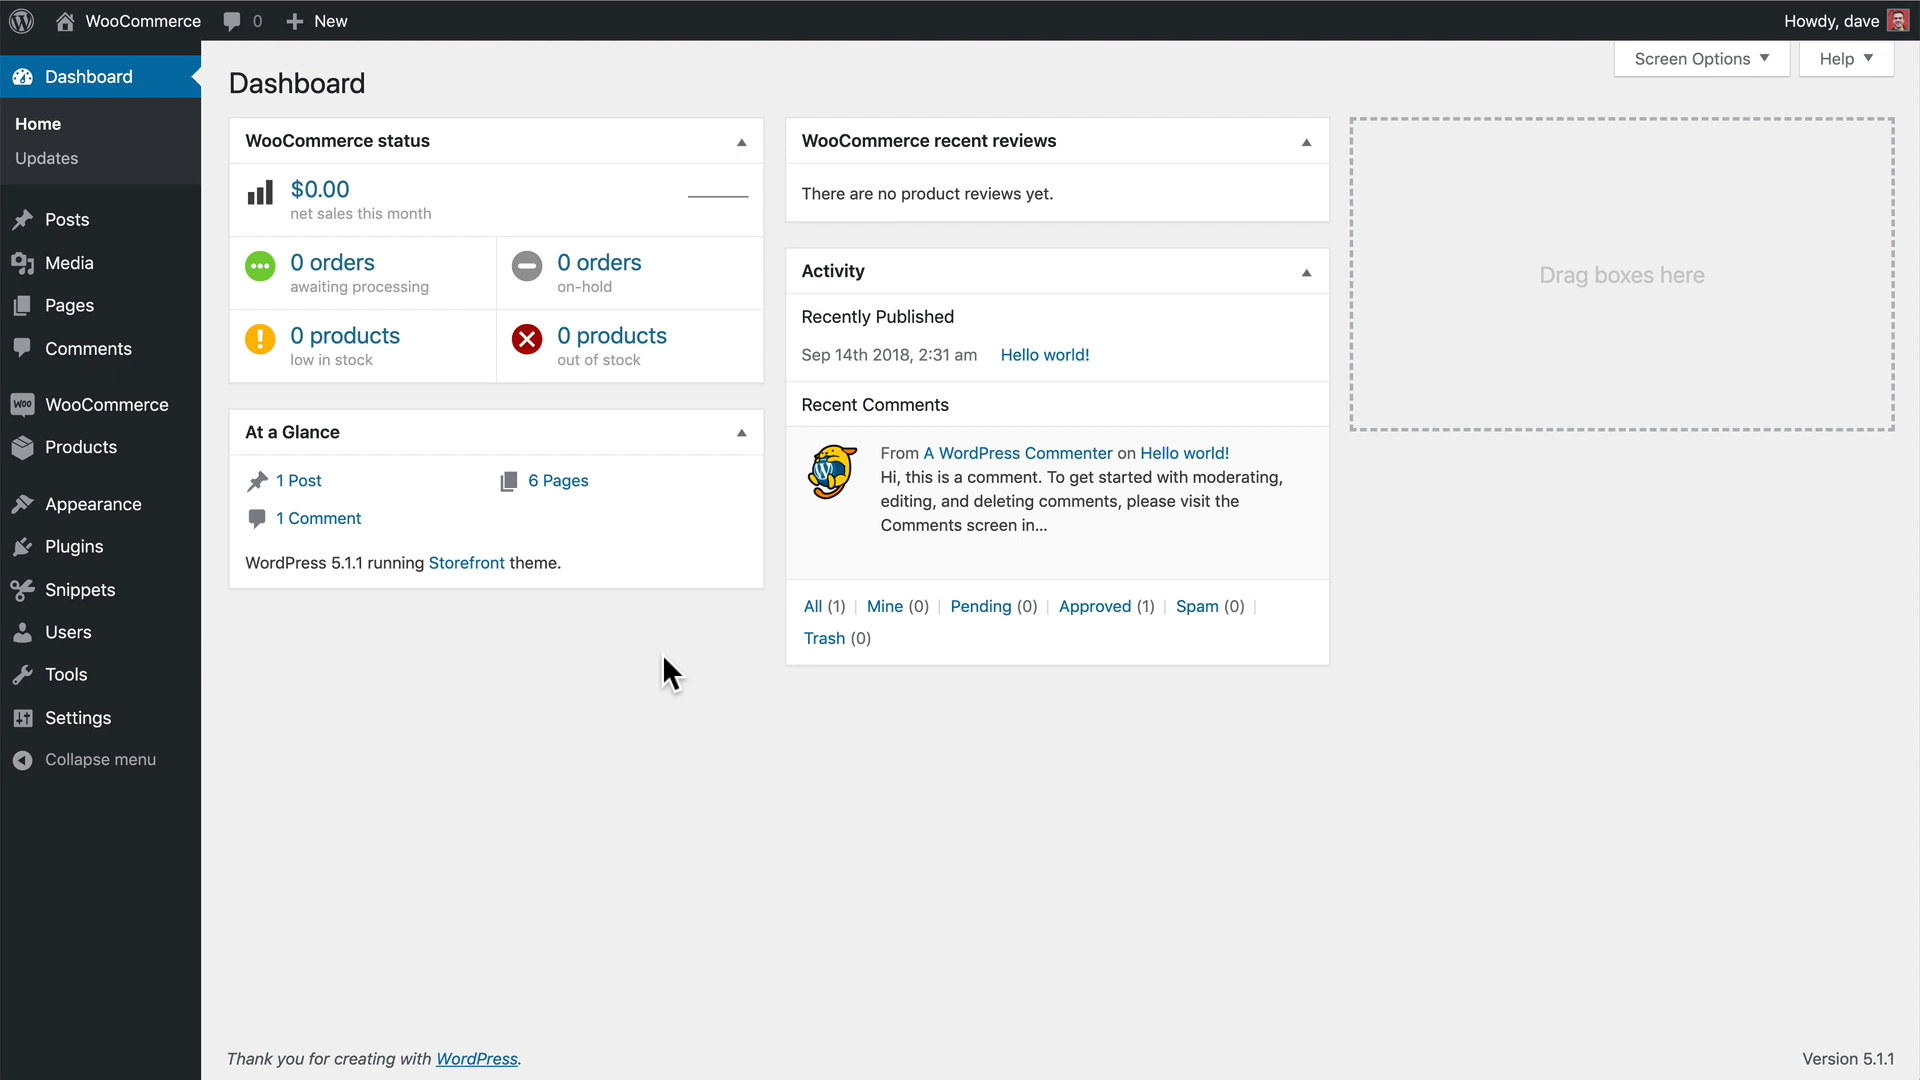 WooCommerce 0 New Howdy, dave
Screen Options Help
Dashboard
Home
Updates
Posts
Media
Pages
Comments
WOO WooCommerce
Products
Appearance
Plugins
Snippets
Users
Tools
Settings
Collapse menu
Dashboard
WooCommerce status
$0.00
net sales this month
0 orders
awaiting processing
0 orders
on-hold
0 products
low in stock
0 products
out of stock
At a Glance
1 Post 6 Pages
1 Comment
WordPress 5.1.1 running Storefront theme.
WooCommerce recent reviews
There are no product reviews yet.
Activity
Recently Published
Sep 14th 2018, 2:31 am Hello world!
Recent Comments
From A WordPress Commenter on Hello world!
Hi, this is a comment. To get started with moderating,
editing, and deleting comments, please visit the
Comments screen in...
All (1) | Mine (0) | Pending (0) | Approved (1) | Spam (0) |
Trash (0)
Drag boxes here
Thank you for creating with WordPress.
Version 5.1.1